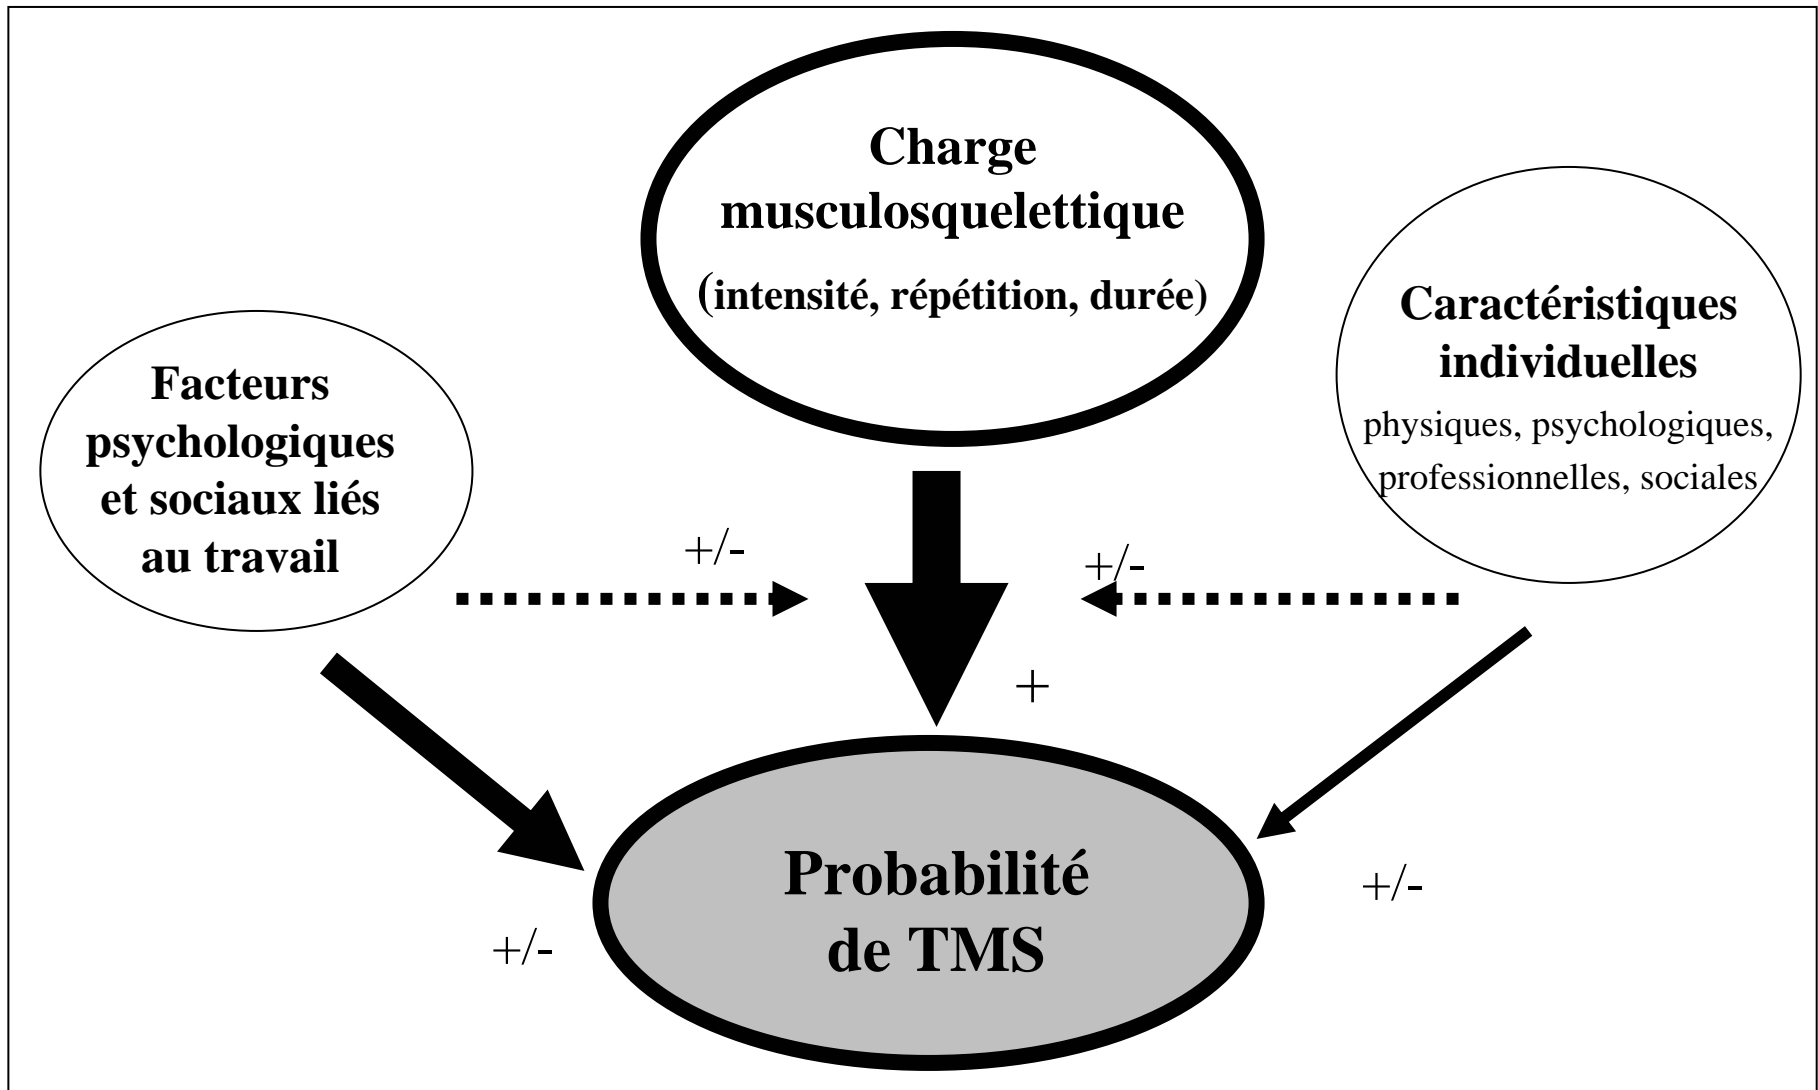 Charge
musculosquelettique
(intensité, répétition, durée)
Caractéristiques
individuelles
physiques, psychologiques,
professionnelles, sociales
Facteurs
psychologiques
et sociaux liés
au travail
+/-
+/-
+
Probabilité
de TMS
+/-
+/-